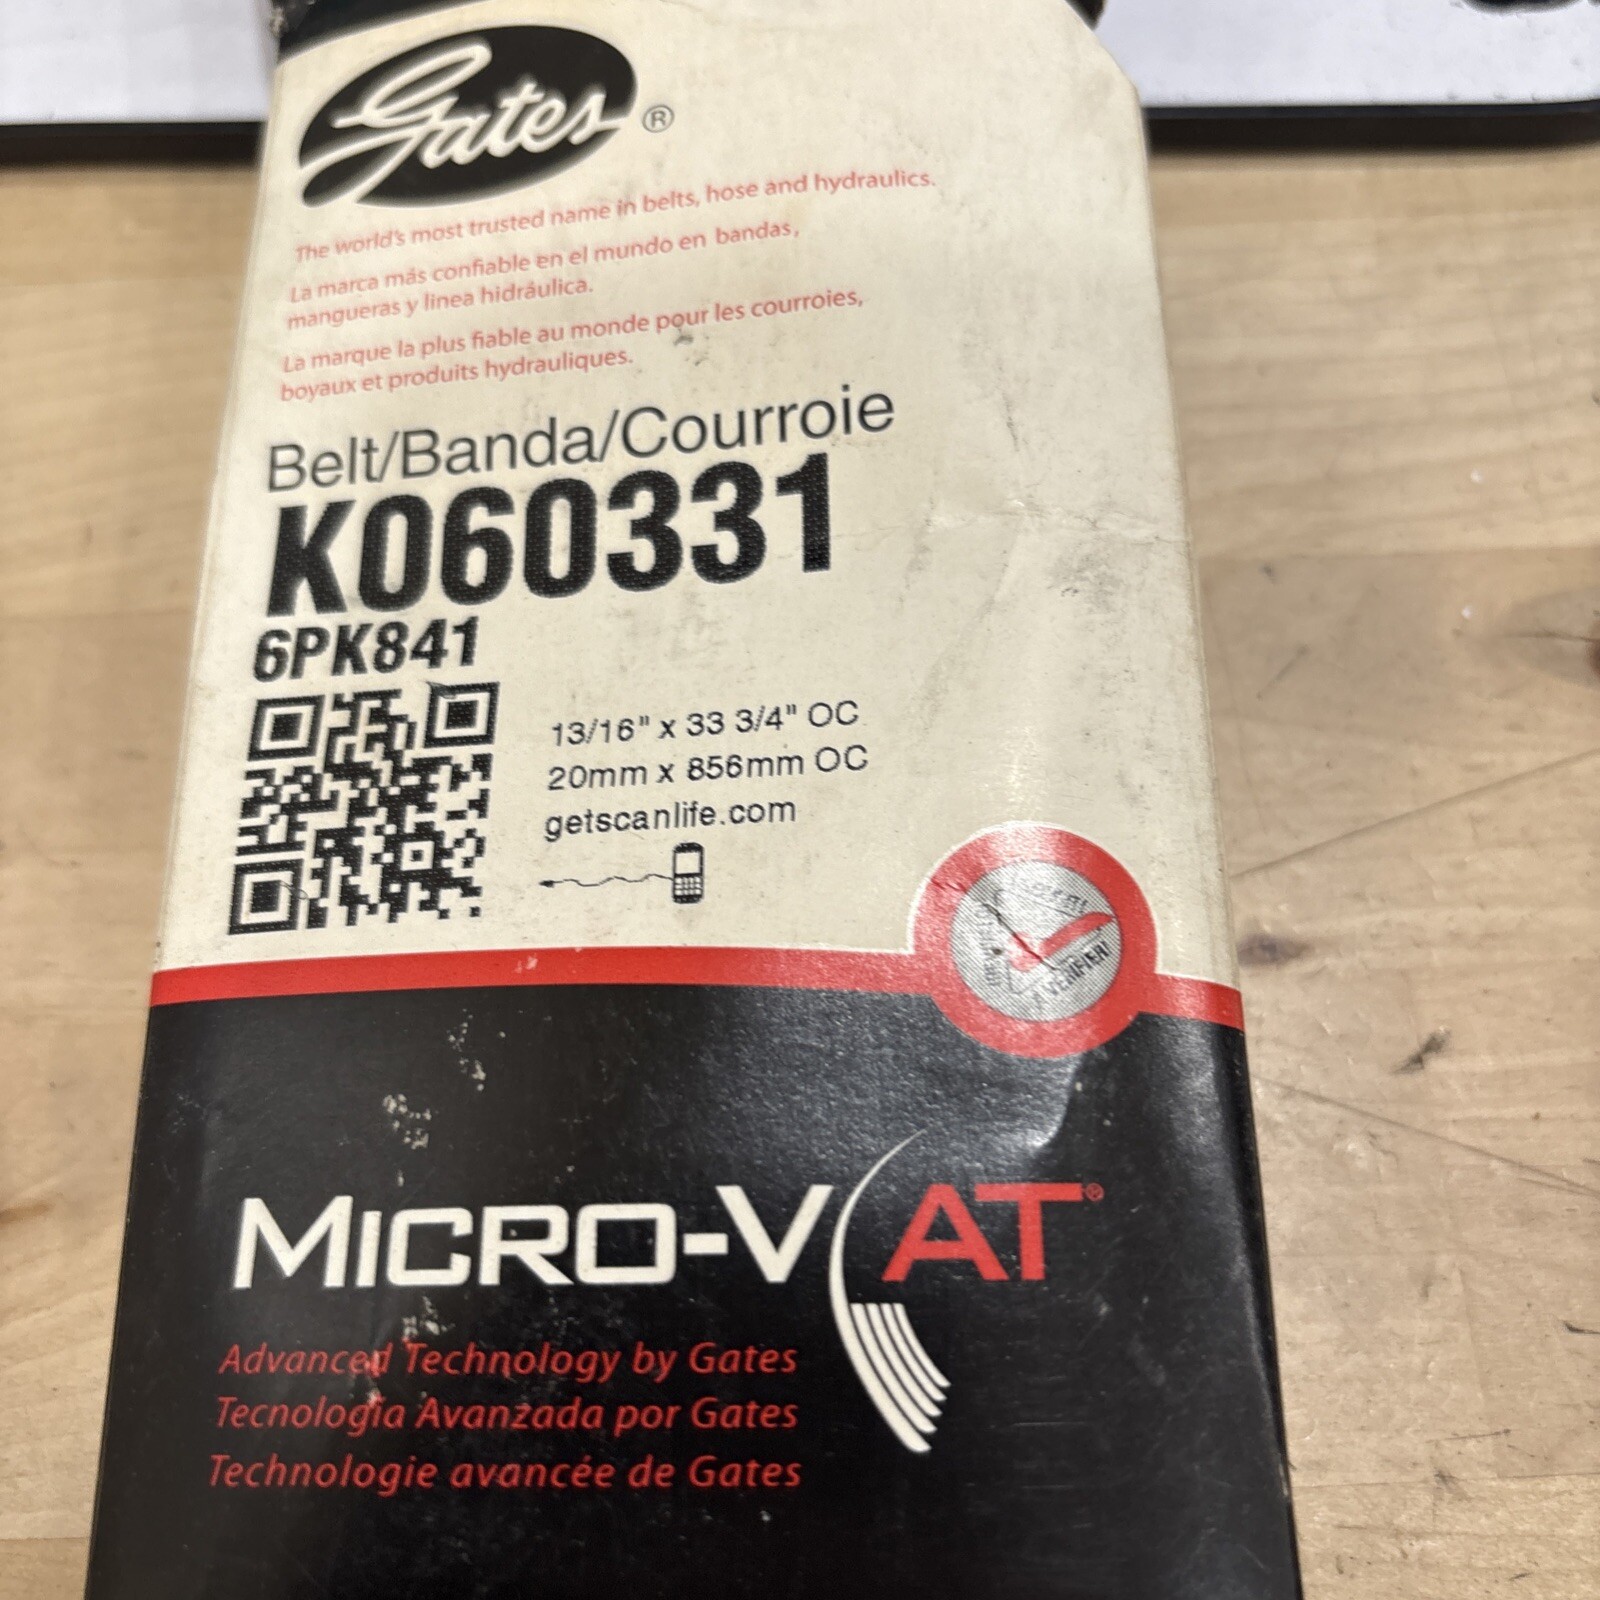 Gates®
The world's most trusted name in belts, hose and hydraulics.
La marca más confiable en el mundo en bandas,
mangueras y linea hidráulica.
La marque la plus fiable au monde pour les courroies,
boyaux et produits hydrauliques.
Belt/Banda/Courroie
K060331
6PK841
13/16" x 33 3/4" OC
20mm x 856mm OC
getscanlife.com
À VÉRIFIER!
MICRO-V AT®
Advanced Technology by Gates
Tecnología Avanzada por Gates
Technologie avancée de Gates